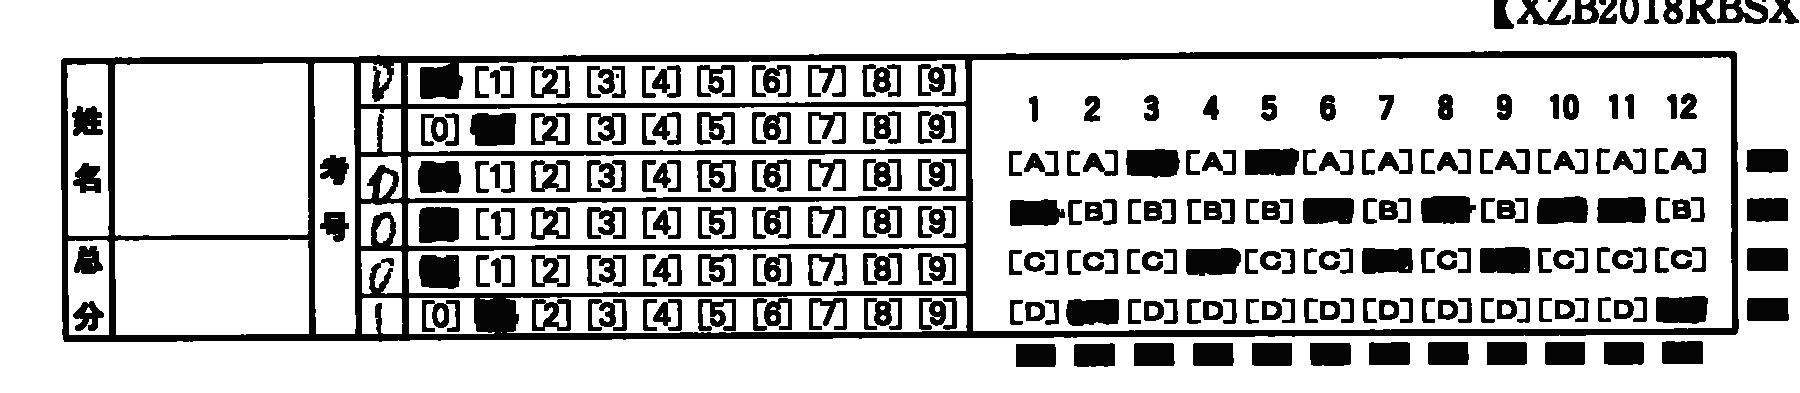 【XZB2018RBSX
姓名
总分
考号
0 [1] [2] [3] [4] [5] [6] [7] [8] [9]
1 [0] [2] [3] [4] [5] [6] [7] [8] [9]
0 [1] [2] [3] [4] [5] [6] [7] [8] [9]
0 [1] [2] [3] [4] [5] [6] [7] [8] [9]
0 [1] [2] [3] [4] [5] [6] [7] [8] [9]
1 [0] [2] [3] [4] [5] [6] [7] [8] [9]
1 2 3 4 5 6 7 8 9 10 11 12
[A] [A] [A] [A] [A] [A] [A] [A] [A] [A]
[B] [B] [B] [B] [B] [B] [B]
[C] [C] [C] [C] [C] [C] [C] [C] [C]
[D] [D] [D] [D] [D] [D] [D] [D] [D] [D]